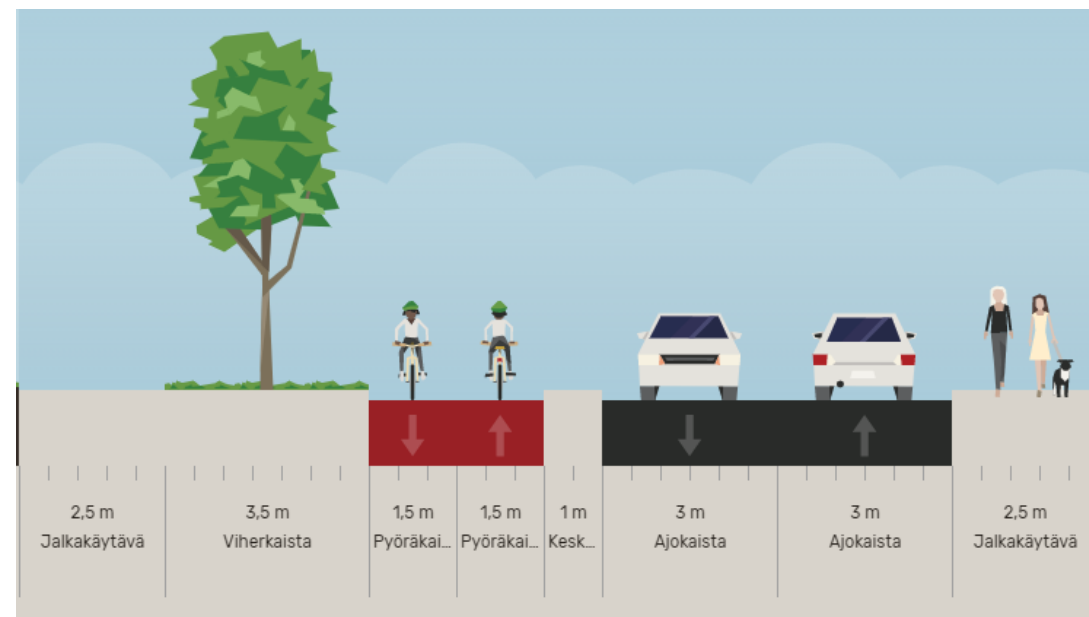 2,5 m
Jalkakäytävä
3,5 m
Viherkaista
1,5 m
Pyöräkai...
1,5 m
Pyöräkai...
1 m
Kesk...
3 m
Ajokaista
3 m
Ajokaista
2,5 m
Jalkakäytävä